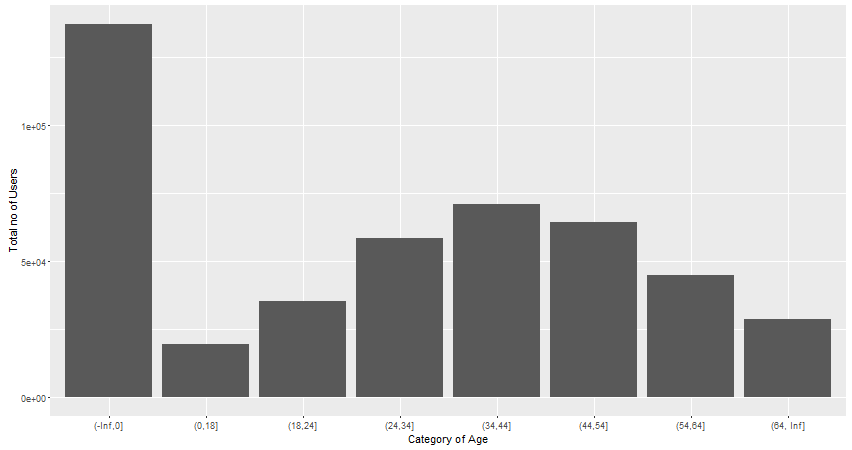 Total no of Users
1e+05
5e+04
0e+00
(-Inf,0] (0,18] (18,24] (24,34] (34,44] (44,54] (54,64] (64, Inf]
Category of Age